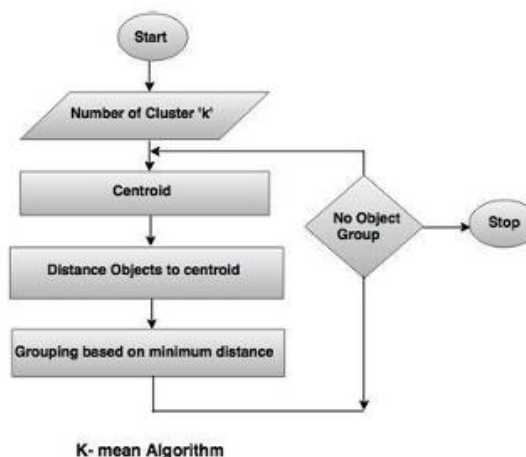 Start
Number of Cluster 'k'
Centroid
Distance Objects to centroid
Grouping based on minimum distance
No Object
Group
Stop
K- mean Algorithm